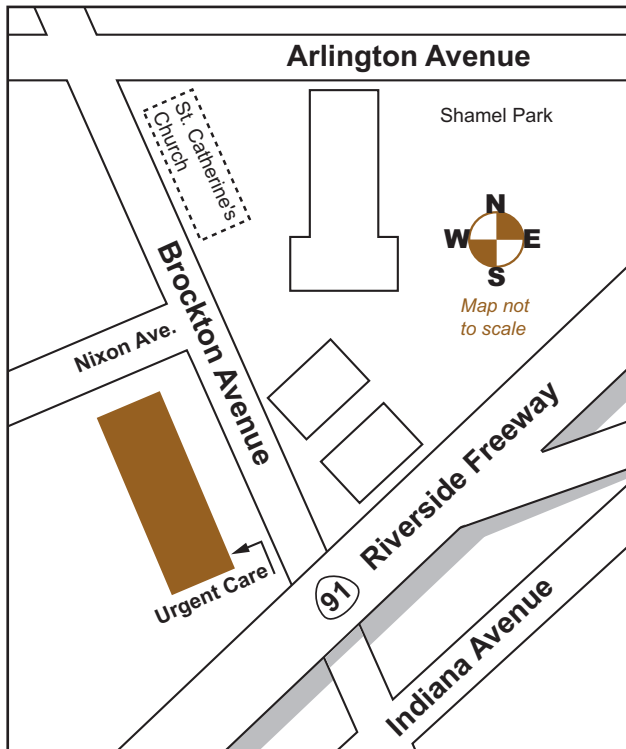 Arlington Avenue
Shamel Park
St. Catherine's
Church
N
W E
S
Map not
to scale
Brockton Avenue
Nixon Ave.
Riverside Freeway
91
Urgent Care
Indiana Avenue